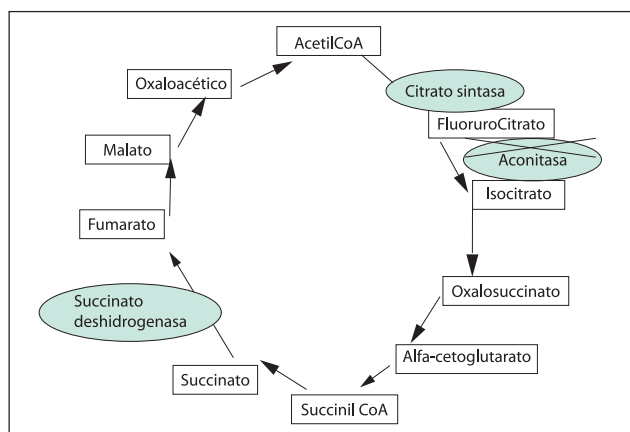 AcetilCoA
Citrato sintasa
FluoruroCitrato
Aconitasa
Isocitrato
Oxalosuccinato
Alfa-cetoglutarato
Succinil CoA
Succinato
Succinato
deshidrogenasa
Fumarato
Malato
Oxaloacético